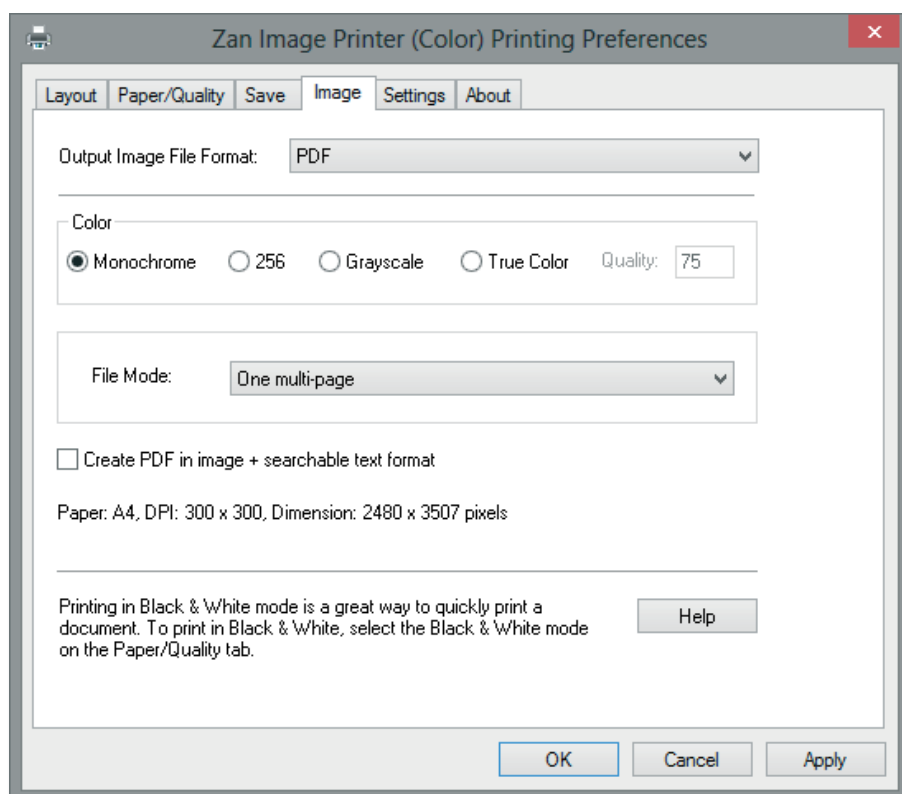 Zan Image Printer (Color) Printing Preferences
Layout Paper/Quality Save Image Settings About
Output Image File Format: PDF
Color
Monochrome 256 Grayscale True Color Quality: 75
File Mode: One multi-page
Create PDF in image + searchable text format
Paper: A4, DPI: 300 x 300, Dimension: 2480 x 3507 pixels
Printing in Black & White mode is a great way to quickly print a
document. To print in Black & White, select the Black & White mode
on the Paper/Quality tab.
Help
OK Cancel Apply